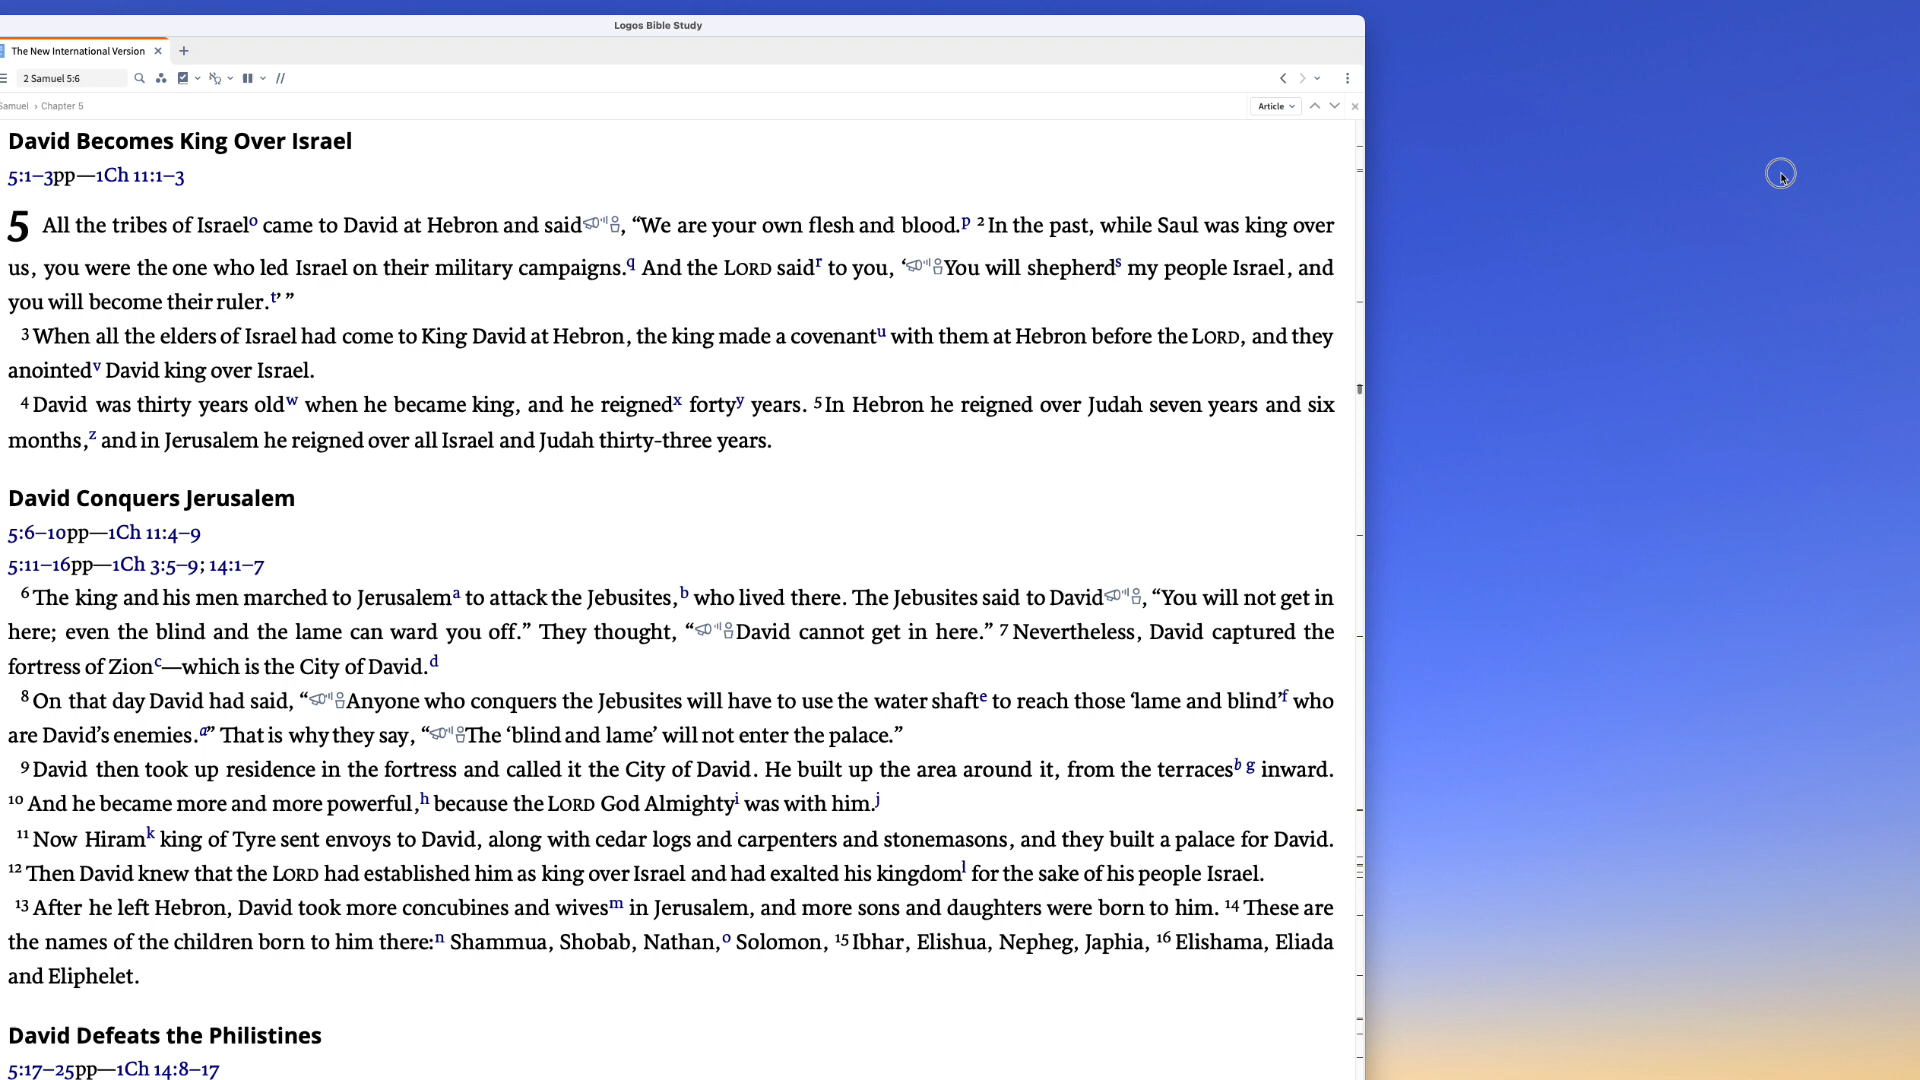 Logos Bible Study
The New International Version
2 Samuel 5:6
Samuel › Chapter 5
Article
David Becomes King Over Israel
5:1–3pp—1Ch 11:1–3
5 All the tribes of Israelo came to David at Hebron and said, “We are your own flesh and blood.p 2 In the past, while Saul was king over
us, you were the one who led Israel on their military campaigns.q And the LORD saidr to you, ‘You will shepherds my people Israel, and
you will become their ruler.t’ ”
3 When all the elders of Israel had come to King David at Hebron, the king made a covenantu with them at Hebron before the LORD, and they
anointedv David king over Israel.
4 David was thirty years oldw when he became king, and he reignedx fortyy years. 5 In Hebron he reigned over Judah seven years and six
months,z and in Jerusalem he reigned over all Israel and Judah thirty-three years.
David Conquers Jerusalem
5:6–10pp—1Ch 11:4–9
5:11–16pp—1Ch 3:5–9; 14:1–7
6 The king and his men marched to Jerusalema to attack the Jebusites,b who lived there. The Jebusites said to David, “You will not get in
here; even the blind and the lame can ward you off.” They thought, “David cannot get in here.” 7 Nevertheless, David captured the
fortress of Zionc—which is the City of David.d
8 On that day David had said, “Anyone who conquers the Jebusites will have to use the water shafte to reach those ‘lame and blind’f who
are David’s enemies.a” That is why they say, “The ‘blind and lame’ will not enter the palace.”
9 David then took up residence in the fortress and called it the City of David. He built up the area around it, from the terracesb g inward.
10 And he became more and more powerful,h because the LORD God Almightyi was with him.j
11 Now Hiramk king of Tyre sent envoys to David, along with cedar logs and carpenters and stonemasons, and they built a palace for David.
12 Then David knew that the LORD had established him as king over Israel and had exalted his kingdoml for the sake of his people Israel.
13 After he left Hebron, David took more concubines and wivesm in Jerusalem, and more sons and daughters were born to him. 14 These are
the names of the children born to him there:n Shammua, Shobab, Nathan,o Solomon, 15 Ibhar, Elishua, Nepheg, Japhia, 16 Elishama, Eliada
and Eliphelet.
David Defeats the Philistines
5:17–25pp—1Ch 14:8–17